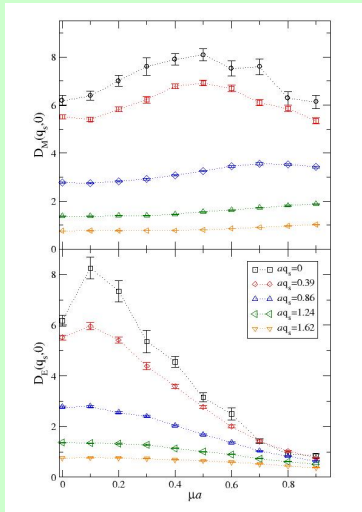 8
6
4
2
D_M(q_s,0)
8
6
4
2
0
D_E(q_s,0)
aq_s=0
aq_s=0.39
aq_s=0.86
aq_s=1.24
aq_s=1.62
0 0.2 0.4 0.6 0.8
μa